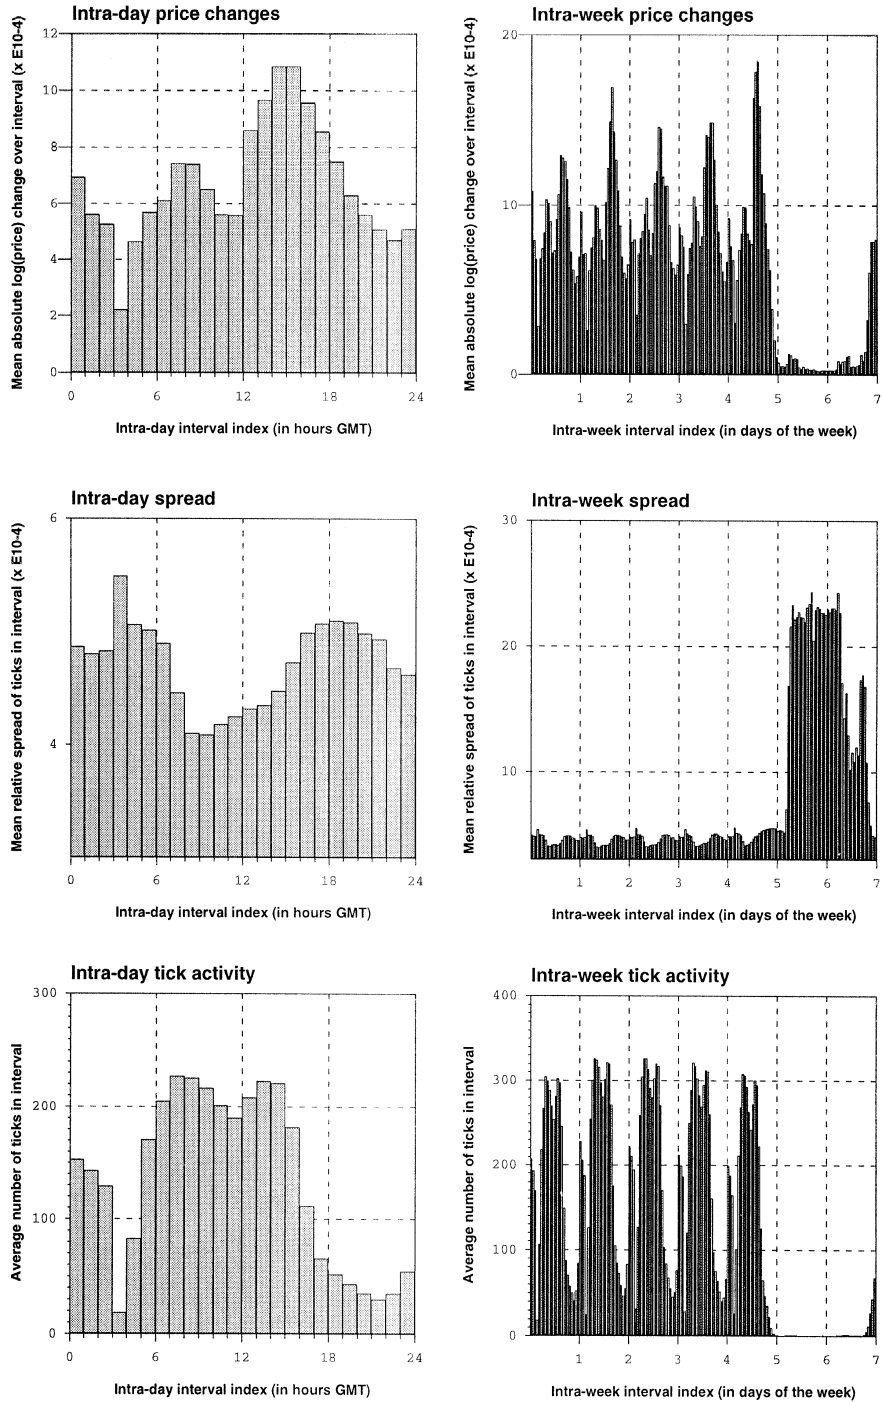 Intra-day price changes
Mean absolute log(price) change over interval (x E10-4)
12
10
8
6
4
2
0
0 6 12 18 24
Intra-day interval index (in hours GMT)
Intra-week price changes
Mean absolute log(price) change over interval (x E10-4)
20
10
0
1 2 3 4 5 6 7
Intra-week interval index (in days of the week)
Intra-day spread
Mean relative spread of ticks in interval (x E10-4)
6
4
0 6 12 18 24
Intra-day interval index (in hours GMT)
Intra-week spread
Mean relative spread of ticks in interval (x E10-4)
30
20
10
1 2 3 4 5 6 7
Intra-week interval index (in days of the week)
Intra-day tick activity
Average number of ticks in interval
300
200
100
0
0 6 12 18 24
Intra-day interval index (in hours GMT)
Intra-week tick activity
Average number of ticks in interval
400
300
200
100
0
1 2 3 4 5 6 7
Intra-week interval index (in days of the week)